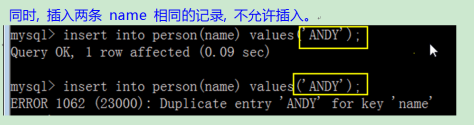 同时, 插入两条 name 相同的记录, 不允许插入。
mysql> insert into person(name) values('ANDY');
Query OK, 1 row affected (0.09 sec)
mysql> insert into person(name) values('ANDY');
ERROR 1062 (23000): Duplicate entry 'ANDY' for key 'name'